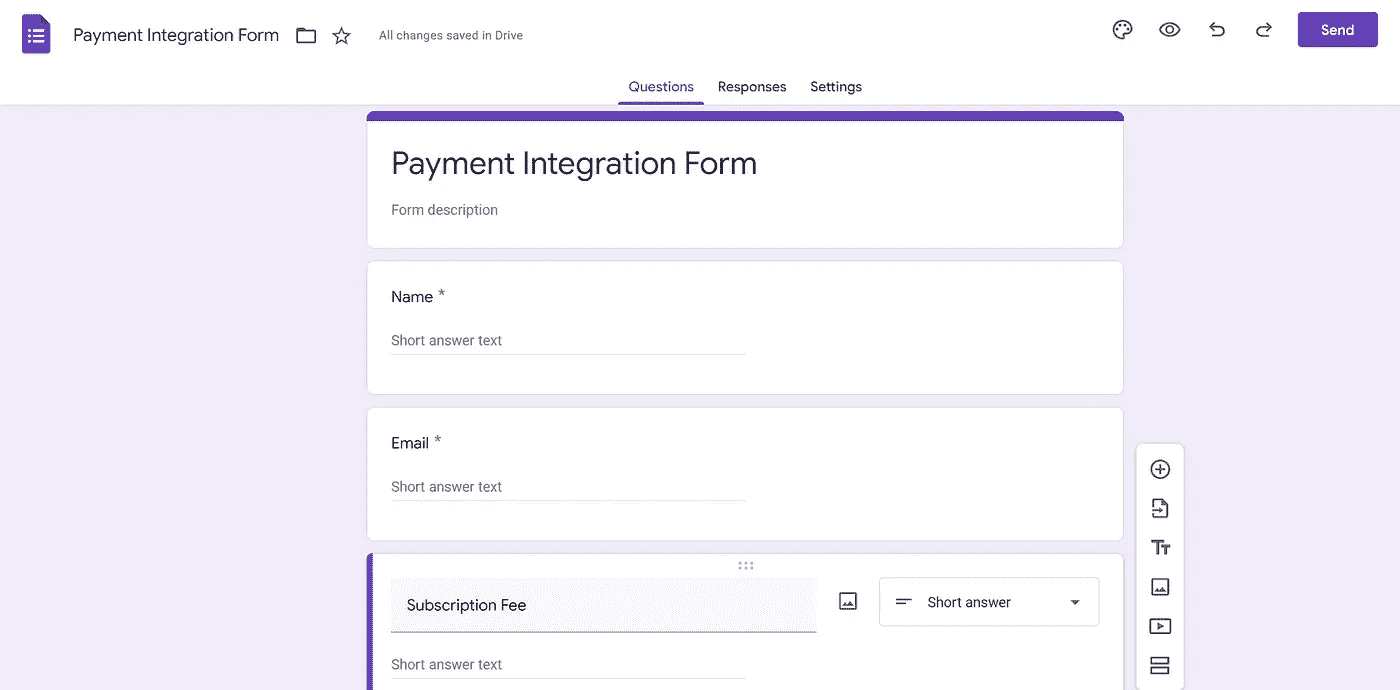 Payment Integration Form
All changes saved in Drive
Send
Questions Responses Settings
Payment Integration Form
Form description
Name *
Short answer text
Email *
Short answer text
Subscription Fee
Short answer
Short answer text